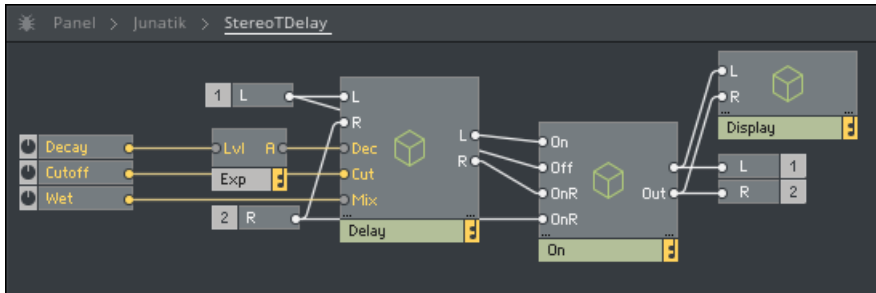 Panel > Junatik > StereoTDelay
1 L
Decay
Cutoff
Wet
Lvl A
Exp
2 R
L
R
Dec
Cut
Mix
L
R
...
Delay
On
Off
OnR
OnR
Out
...
...
On
L
R
...
...
Display
L 1
R 2